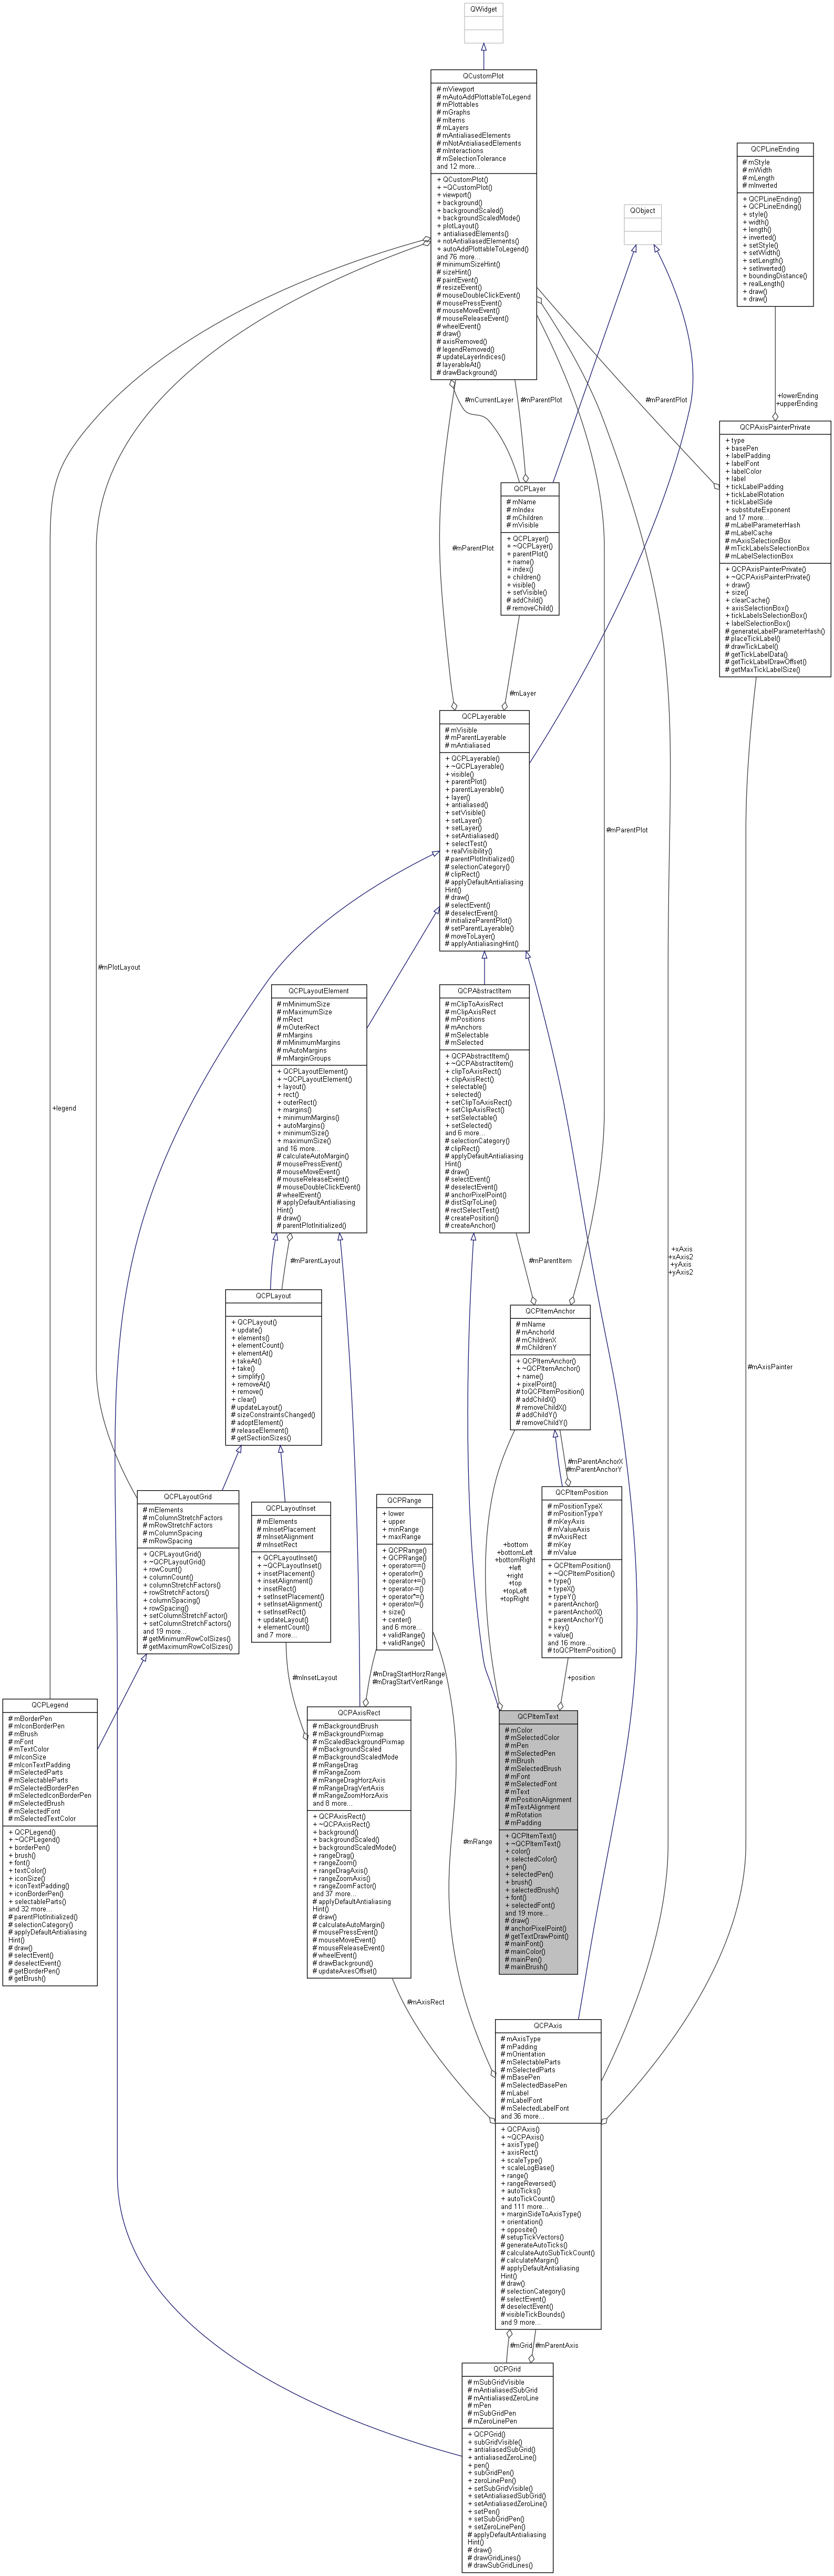 QWidget
QCustomPlot
# mViewport
# mAutoAddPlottableToLegend
# mPlottables
# mGraphs
# mItems
# mLayers
# mAntialiasedElements
# mNotAntialiasedElements
# mInteractions
# mSelectionTolerance
and 12 more...
+ QCustomPlot()
+ ~QCustomPlot()
+ viewport()
+ background()
+ backgroundScaled()
+ backgroundScaledMode()
+ plotLayout()
+ antialiasedElements()
+ notAntialiasedElements()
+ autoAddPlottableToLegend()
and 76 more...
# minimumSizeHint()
# sizeHint()
# paintEvent()
# resizeEvent()
# mouseDoubleClickEvent()
# mousePressEvent()
# mouseMoveEvent()
# mouseReleaseEvent()
# wheelEvent()
# draw()
# axisRemoved()
# legendRemoved()
# updateLayerIndices()
# layerableAt()
# drawBackground()
QCPLineEnding
# mStyle
# mWidth
# mLength
# mInverted
+ QCPLineEnding()
+ QCPLineEnding()
+ style()
+ width()
+ length()
+ inverted()
+ setStyle()
+ setWidth()
+ setLength()
+ setInverted()
+ boundingDistance()
+ realLength()
+ draw()
+ draw()
QObject
#mCurrentLayer
#mParentPlot
#mParentPlot
+lowerEnding
+upperEnding
QCPAxisPainterPrivate
+ type
+ basePen
+ labelPadding
+ labelFont
+ labelColor
+ label
+ tickLabelPadding
+ tickLabelRotation
+ tickLabelSide
+ substituteExponent
and 17 more...
# mLabelParameterHash
# mLabelCache
# mAxisSelectionBox
# mTickLabelsSelectionBox
# mLabelSelectionBox
+ QCPAxisPainterPrivate()
+ ~QCPAxisPainterPrivate()
+ draw()
+ size()
+ clearCache()
+ axisSelectionBox()
+ tickLabelsSelectionBox()
+ labelSelectionBox()
# generateLabelParameterHash()
# placeTickLabel()
# drawTickLabel()
# getTickLabelData()
# getTickLabelDrawOffset()
# getMaxTickLabelSize()
QCPLayer
# mName
# mIndex
# mChildren
# mVisible
+ QCPLayer()
+ ~QCPLayer()
+ parentPlot()
+ name()
+ index()
+ children()
+ visible()
+ setVisible()
# addChild()
# removeChild()
#mParentPlot
#mLayer
QCPLayerable
# mVisible
# mParentLayerable
# mAntialiased
+ QCPLayerable()
+ ~QCPLayerable()
+ visible()
+ parentPlot()
+ parentLayerable()
+ layer()
+ antialiased()
+ setVisible()
+ setLayer()
+ setLayer()
+ setAntialiased()
+ selectTest()
+ realVisibility()
# parentPlotInitialized()
# selectionCategory()
# clipRect()
# applyDefaultAntialiasing
Hint()
# draw()
# selectEvent()
# deselectEvent()
# initializeParentPlot()
# setParentLayerable()
# moveToLayer()
# applyAntialiasingHint()
#mParentPlot
#mPlotLayout
QCPLayoutElement
# mMinimumSize
# mMaximumSize
# mRect
# mOuterRect
# mMargins
# mMinimumMargins
# mAutoMargins
# mMarginGroups
+ QCPLayoutElement()
+ ~QCPLayoutElement()
+ layout()
+ rect()
+ outerRect()
+ margins()
+ minimumMargins()
+ autoMargins()
+ minimumSize()
+ maximumSize()
and 16 more...
# calculateAutoMargin()
# mousePressEvent()
# mouseMoveEvent()
# mouseReleaseEvent()
# mouseDoubleClickEvent()
# wheelEvent()
# applyDefaultAntialiasing
Hint()
# draw()
# parentPlotInitialized()
QCPAbstractItem
# mClipToAxisRect
# mClipAxisRect
# mPositions
# mAnchors
# mSelectable
# mSelected
+ QCPAbstractItem()
+ ~QCPAbstractItem()
+ clipToAxisRect()
+ clipAxisRect()
+ selectable()
+ selected()
+ setClipToAxisRect()
+ setClipAxisRect()
+ setSelectable()
+ setSelected()
and 6 more...
# selectionCategory()
# clipRect()
# applyDefaultAntialiasing
Hint()
# draw()
# selectEvent()
# deselectEvent()
# anchorPixelPoint()
# distSqrToLine()
# rectSelectTest()
# createPosition()
# createAnchor()
+legend
#mParentLayout
#mParentItem
+xAxis
+xAxis2
+yAxis
+yAxis2
QCPLayout
+ QCPLayout()
+ update()
+ elements()
+ elementCount()
+ elementAt()
+ takeAt()
+ take()
+ simplify()
+ removeAt()
+ remove()
+ clear()
# updateLayout()
# sizeConstraintsChanged()
# adoptElement()
# releaseElement()
# getSectionSizes()
QCPItemAnchor
# mName
# mAnchorId
# mChildrenX
# mChildrenY
+ QCPItemAnchor()
+ ~QCPItemAnchor()
+ name()
+ pixelPoint()
# toQCPItemPosition()
# addChildX()
# removeChildX()
# addChildY()
# removeChildY()
#mAxisPainter
#mParentAnchorX
#mParentAnchorY
QCPLayoutGrid
# mElements
# mColumnStretchFactors
# mRowStretchFactors
# mColumnSpacing
# mRowSpacing
+ QCPLayoutGrid()
+ ~QCPLayoutGrid()
+ rowCount()
+ columnCount()
+ columnStretchFactors()
+ rowStretchFactors()
+ columnSpacing()
+ rowSpacing()
+ setColumnStretchFactor()
+ setColumnStretchFactors()
and 19 more...
# getMinimumRowColSizes()
# getMaximumRowColSizes()
QCPLayoutInset
# mElements
# mInsetPlacement
# mInsetAlignment
# mInsetRect
+ QCPLayoutInset()
+ ~QCPLayoutInset()
+ insetPlacement()
+ insetAlignment()
+ insetRect()
+ setInsetPlacement()
+ setInsetAlignment()
+ setInsetRect()
+ updateLayout()
+ elementCount()
and 7 more...
QCPRange
+ lower
+ upper
+ minRange
+ maxRange
+ QCPRange()
+ QCPRange()
+ operator==()
+ operator!=()
+ operator+=()
+ operator-=()
+ operator*=()
+ operator/=()
+ size()
+ center()
and 6 more...
+ validRange()
+ validRange()
QCPItemPosition
# mPositionTypeX
# mPositionTypeY
# mKeyAxis
# mValueAxis
# mAxisRect
# mKey
# mValue
+ QCPItemPosition()
+ ~QCPItemPosition()
+ type()
+ typeX()
+ typeY()
+ parentAnchor()
+ parentAnchorX()
+ parentAnchorY()
+ key()
+ value()
and 16 more...
# toQCPItemPosition()
+bottom
+bottomLeft
+bottomRight
+left
+right
+top
+topLeft
+topRight
#mInsetLayout
#mDragStartHorzRange
#mDragStartVertRange
+position
QCPLegend
# mBorderPen
# mIconBorderPen
# mBrush
# mFont
# mTextColor
# mIconSize
# mIconTextPadding
# mSelectedParts
# mSelectableParts
# mSelectedBorderPen
# mSelectedIconBorderPen
# mSelectedBrush
# mSelectedFont
# mSelectedTextColor
+ QCPLegend()
+ ~QCPLegend()
+ borderPen()
+ brush()
+ font()
+ textColor()
+ iconSize()
+ iconTextPadding()
+ iconBorderPen()
+ selectableParts()
and 32 more...
# parentPlotInitialized()
# selectionCategory()
# applyDefaultAntialiasing
Hint()
# draw()
# selectEvent()
# deselectEvent()
# getBorderPen()
# getBrush()
QCPAxisRect
# mBackgroundBrush
# mBackgroundPixmap
# mScaledBackgroundPixmap
# mBackgroundScaled
# mBackgroundScaledMode
# mRangeDrag
# mRangeZoom
# mRangeDragHorzAxis
# mRangeDragVertAxis
# mRangeZoomHorzAxis
and 8 more...
+ QCPAxisRect()
+ ~QCPAxisRect()
+ background()
+ backgroundScaled()
+ backgroundScaledMode()
+ rangeDrag()
+ rangeZoom()
+ rangeDragAxis()
+ rangeZoomAxis()
+ rangeZoomFactor()
and 37 more...
# applyDefaultAntialiasing
Hint()
# draw()
# calculateAutoMargin()
# mousePressEvent()
# mouseMoveEvent()
# mouseReleaseEvent()
# wheelEvent()
# drawBackground()
# updateAxesOffset()
#mRange
QCPItemText
# mColor
# mSelectedColor
# mPen
# mSelectedPen
# mBrush
# mSelectedBrush
# mFont
# mSelectedFont
# mText
# mPositionAlignment
# mTextAlignment
# mRotation
# mPadding
+ QCPItemText()
+ ~QCPItemText()
+ color()
+ selectedColor()
+ pen()
+ selectedPen()
+ brush()
+ selectedBrush()
+ font()
+ selectedFont()
and 19 more...
# draw()
# anchorPixelPoint()
# getTextDrawPoint()
# mainFont()
# mainColor()
# mainPen()
# mainBrush()
#mAxisRect
QCPAxis
# mAxisType
# mPadding
# mOrientation
# mSelectableParts
# mSelectedParts
# mBasePen
# mSelectedBasePen
# mLabel
# mLabelFont
# mSelectedLabelFont
and 36 more...
+ QCPAxis()
+ ~QCPAxis()
+ axisType()
+ axisRect()
+ scaleType()
+ scaleLogBase()
+ range()
+ rangeReversed()
+ autoTicks()
+ autoTickCount()
and 111 more...
+ marginSideToAxisType()
+ orientation()
+ opposite()
# setupTickVectors()
# generateAutoTicks()
# calculateAutoSubTickCount()
# calculateMargin()
# applyDefaultAntialiasing
Hint()
# draw()
# selectionCategory()
# selectEvent()
# deselectEvent()
# visibleTickBounds()
and 9 more...
#mGrid
#mParentAxis
QCPGrid
# mSubGridVisible
# mAntialiasedSubGrid
# mAntialiasedZeroLine
# mPen
# mSubGridPen
# mZeroLinePen
+ QCPGrid()
+ subGridVisible()
+ antialiasedSubGrid()
+ antialiasedZeroLine()
+ pen()
+ subGridPen()
+ zeroLinePen()
+ setSubGridVisible()
+ setAntialiasedSubGrid()
+ setAntialiasedZeroLine()
+ setPen()
+ setSubGridPen()
+ setZeroLinePen()
# applyDefaultAntialiasing
Hint()
# draw()
# drawGridLines()
# drawSubGridLines()